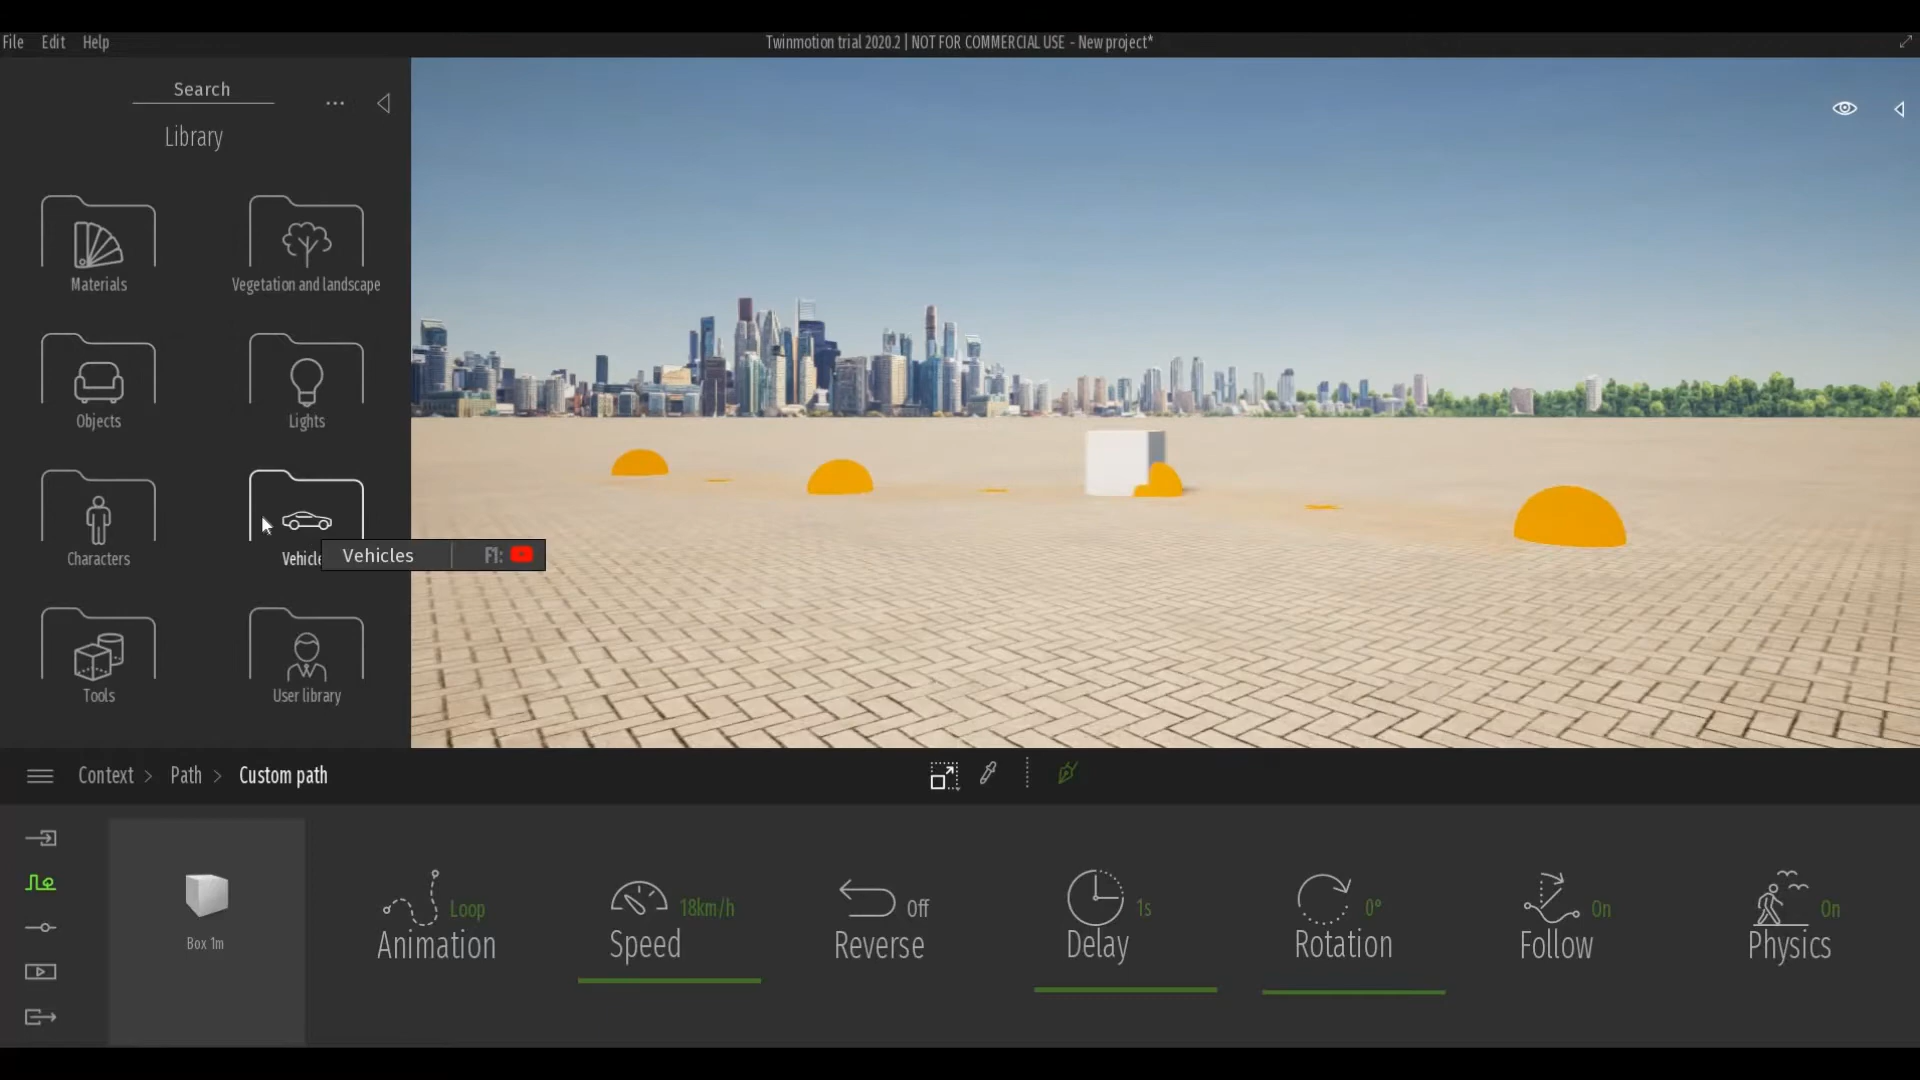 File Edit Help
Twinmotion trial 2020.2 | NOT FOR COMMERCIAL USE - New project*
Search
Library
Materials
Vegetation and landscape
Objects
Lights
Characters
Vehicle
Vehicles F1:
Tools
User library
Context > Path > Custom path
Box 1m
Loop
Animation
18km/h
Speed
Off
Reverse
1s
Delay
0°
Rotation
On
Follow
On
Physics